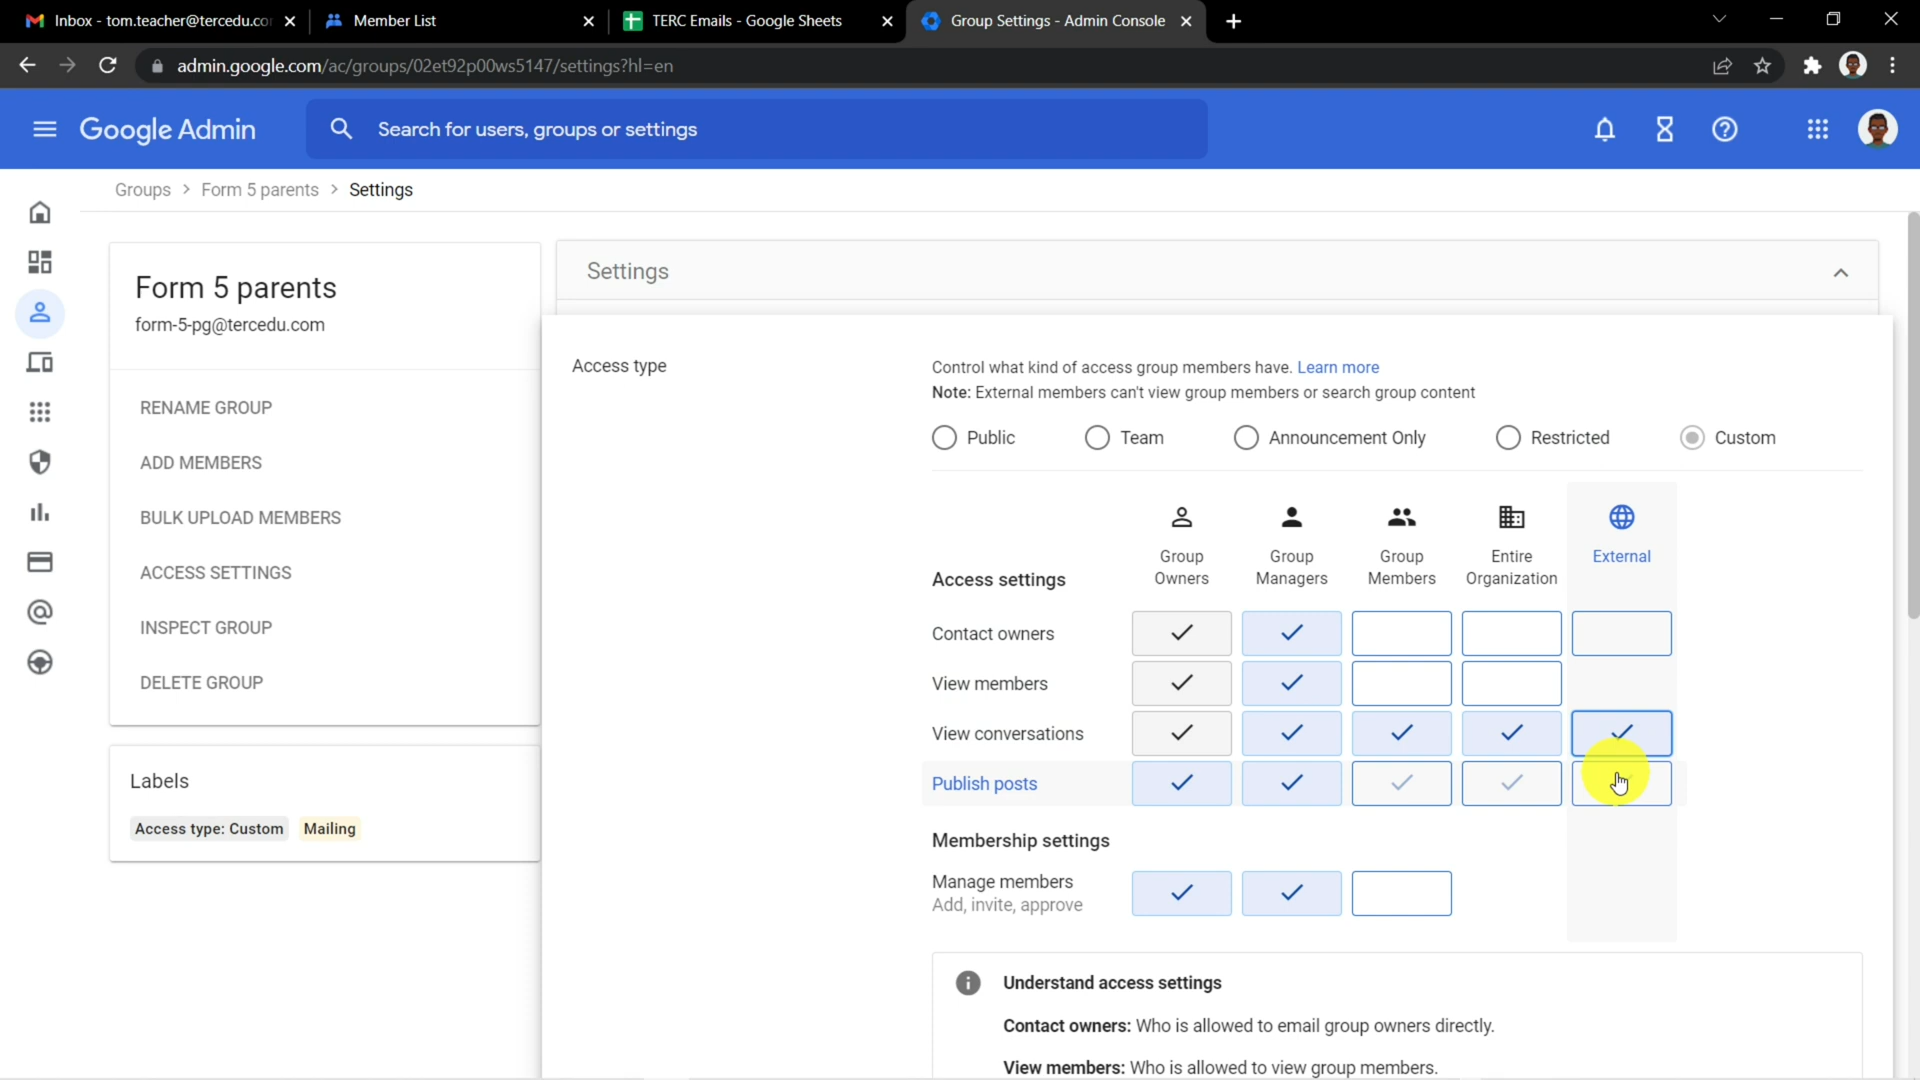 Inbox - tom.teacher@tercedu.co
Member List
TERC Emails - Google Sheets
Group Settings - Admin Console
admin.google.com/ac/groups/02et92p00ws5147/settings?hl=en
Google Admin
Search for users, groups or settings
Groups > Form 5 parents > Settings
Form 5 parents
form-5-pg@tercedu.com
RENAME GROUP
ADD MEMBERS
BULK UPLOAD MEMBERS
ACCESS SETTINGS
INSPECT GROUP
DELETE GROUP
Labels
Access type: Custom Mailing
Settings
Access type
Control what kind of access group members have. Learn more
Note: External members can't view group members or search group content
Public Team Announcement Only Restricted Custom
Access settings
Group
Owners
Group
Managers
Group
Members
Entire
Organization
External
Contact owners
View members
View conversations
Publish posts
Membership settings
Manage members
Add, invite, approve
Understand access settings
Contact owners: Who is allowed to email group owners directly.
View members: Who is allowed to view group members.